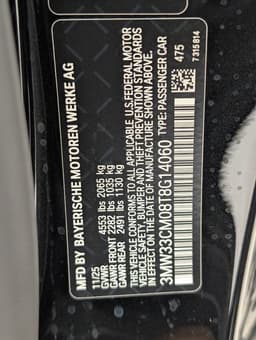 MFD BY BAYERISCHE MOTOREN WERKE AG
11/25
GVWR 4553 lbs 2065 kg
GAWR FRONT 2282 lbs 1035 kg
GAWR REAR 2491 lbs 1130 kg
THIS VEHICLE CONFORMS TO ALL APPLICABLE U.S.FEDERAL MOTOR
VEHICLE SAFETY, BUMPER, AND THEFT PREVENTION STANDARDS
IN EFFECT ON THE DATE OF MANUFACTURE SHOWN ABOVE.
3MW33CM08T8G14060 TYPE: PASSENGER CAR
475
7 315 814